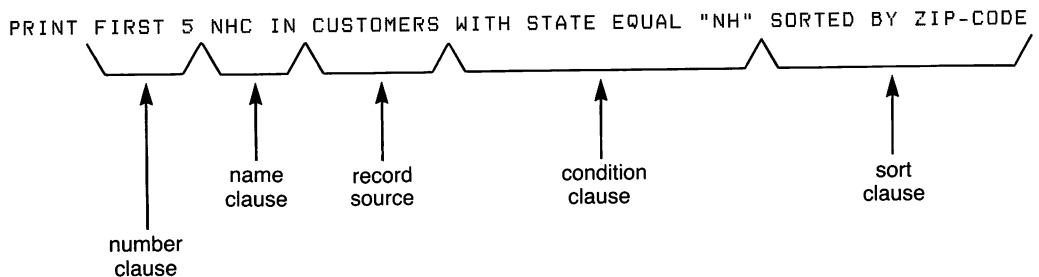 PRINT FIRST 5 NHC IN CUSTOMERS WITH STATE EQUAL "NH" SORTED BY ZIP-CODE
number
clause
name
clause
record
source
condition
clause
sort
clause